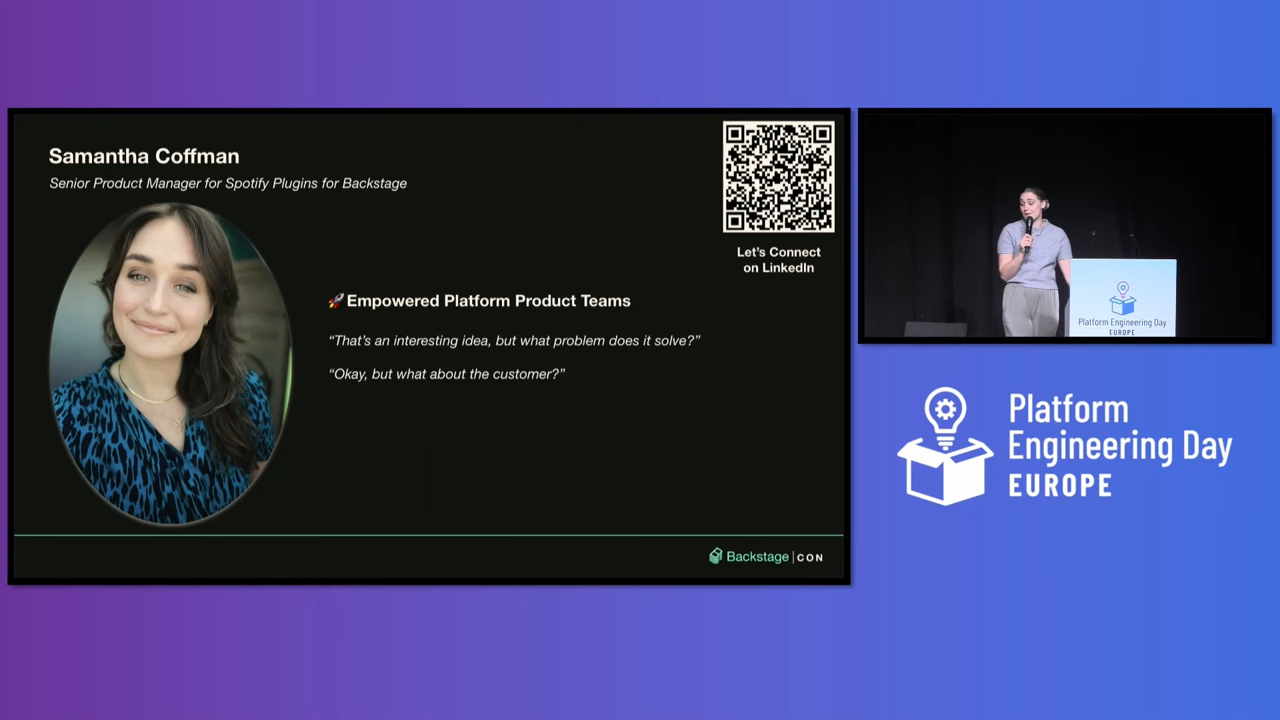 Samantha Coffman
Senior Product Manager for Spotify Plugins for Backstage
Let's Connect
on LinkedIn
🚀 Empowered Platform Product Teams
“That’s an interesting idea, but what problem does it solve?”
“Okay, but what about the customer?”
Backstage | CON
Platform Engineering Day
EUROPE
Platform
Engineering Day
EUROPE